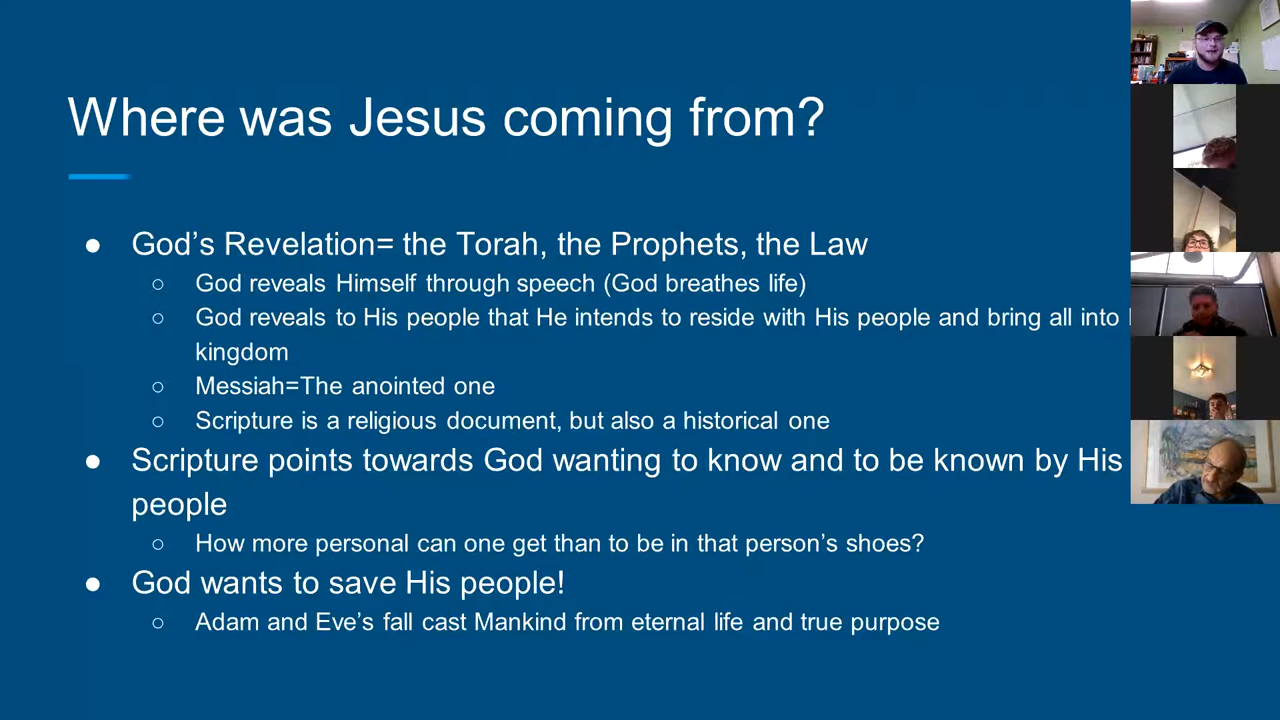 Where was Jesus coming from?
● God’s Revelation= the Torah, the Prophets, the Law
○ God reveals Himself through speech (God breathes life)
○ God reveals to His people that He intends to reside with His people and bring all into
kingdom
○ Messiah=The anointed one
○ Scripture is a religious document, but also a historical one
● Scripture points towards God wanting to know and to be known by His
people
○ How more personal can one get than to be in that person’s shoes?
● God wants to save His people!
○ Adam and Eve’s fall cast Mankind from eternal life and true purpose